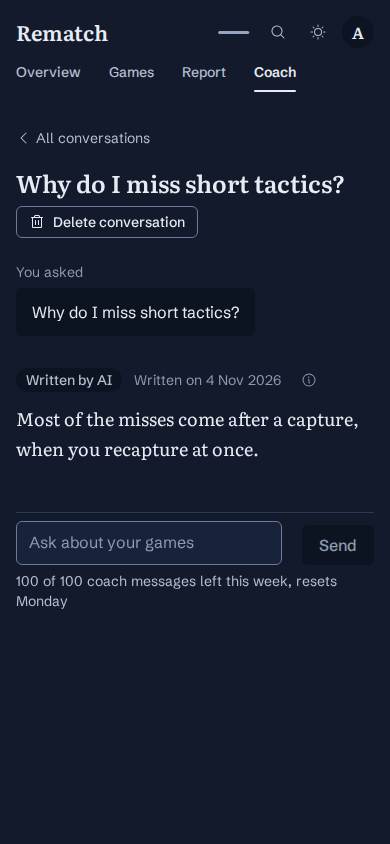 Rematch
A
Overview Games Report Coach
All conversations
Why do I miss short tactics?
Delete conversation
You asked
Why do I miss short tactics?
Written by AI Written on 4 Nov 2026
Most of the misses come after a capture,
when you recapture at once.
Ask about your games
Send
100 of 100 coach messages left this week, resets
Monday